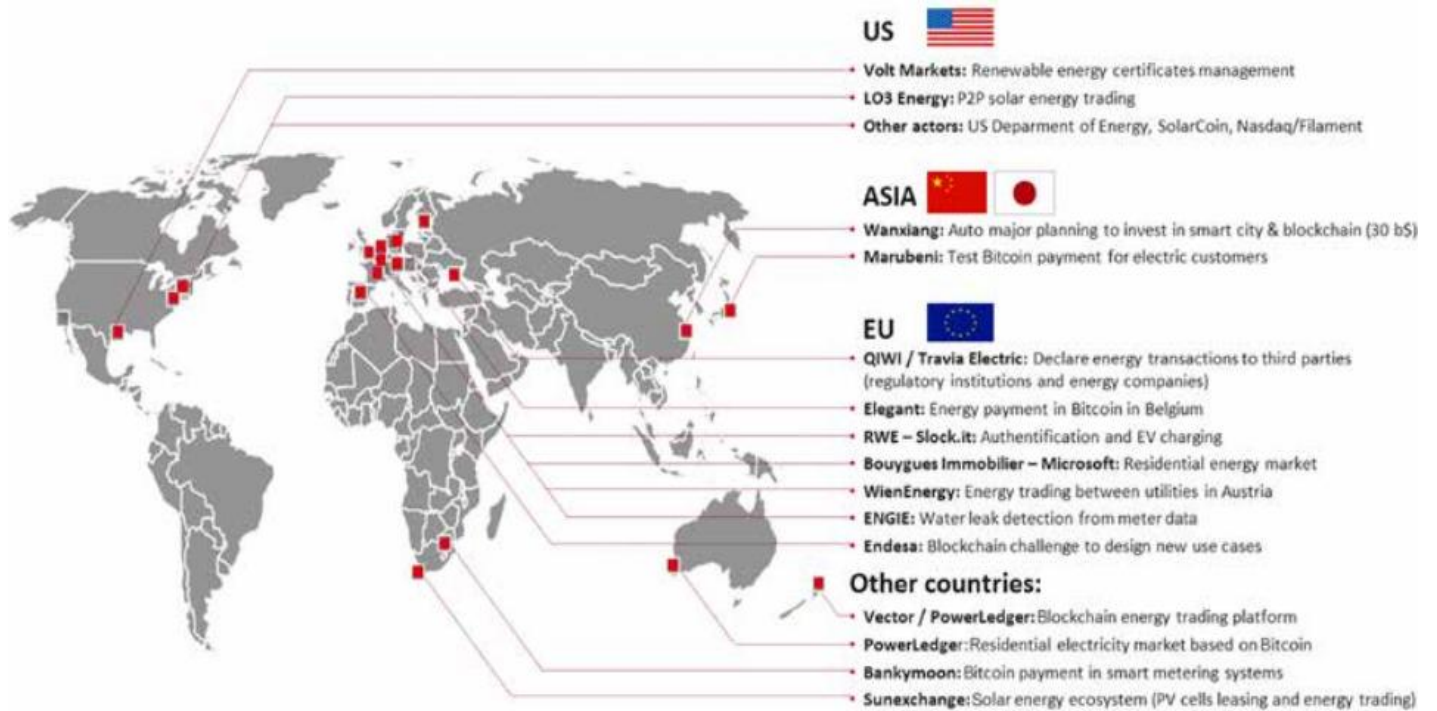 US
Volt Markets: Renewable energy certificates management
LO3 Energy: P2P solar energy trading
Other actors: US Deparment of Energy, SolarCoin, Nasdaq/Filament
ASIA
Wanxiang: Auto major planning to invest in smart city & blockchain (30 b$)
Marubeni: Test Bitcoin payment for electric customers
EU
QIWI / Travia Electric: Declare energy transactions to third parties
(regulatory institutions and energy companies)
Elegant: Energy payment in Bitcoin in Belgium
RWE – Slock.it: Authentification and EV charging
Bouygues Immobilier – Microsoft: Residential energy market
WienEnergy: Energy trading between utilities in Austria
ENGIE: Water leak detection from meter data
Endesa: Blockchain challenge to design new use cases
Other countries:
Vector / PowerLedger: Blockchain energy trading platform
PowerLedger: Residential electricity market based on Bitcoin
Bankymoon: Bitcoin payment in smart metering systems
Sunexchange: Solar energy ecosystem (PV cells leasing and energy trading)